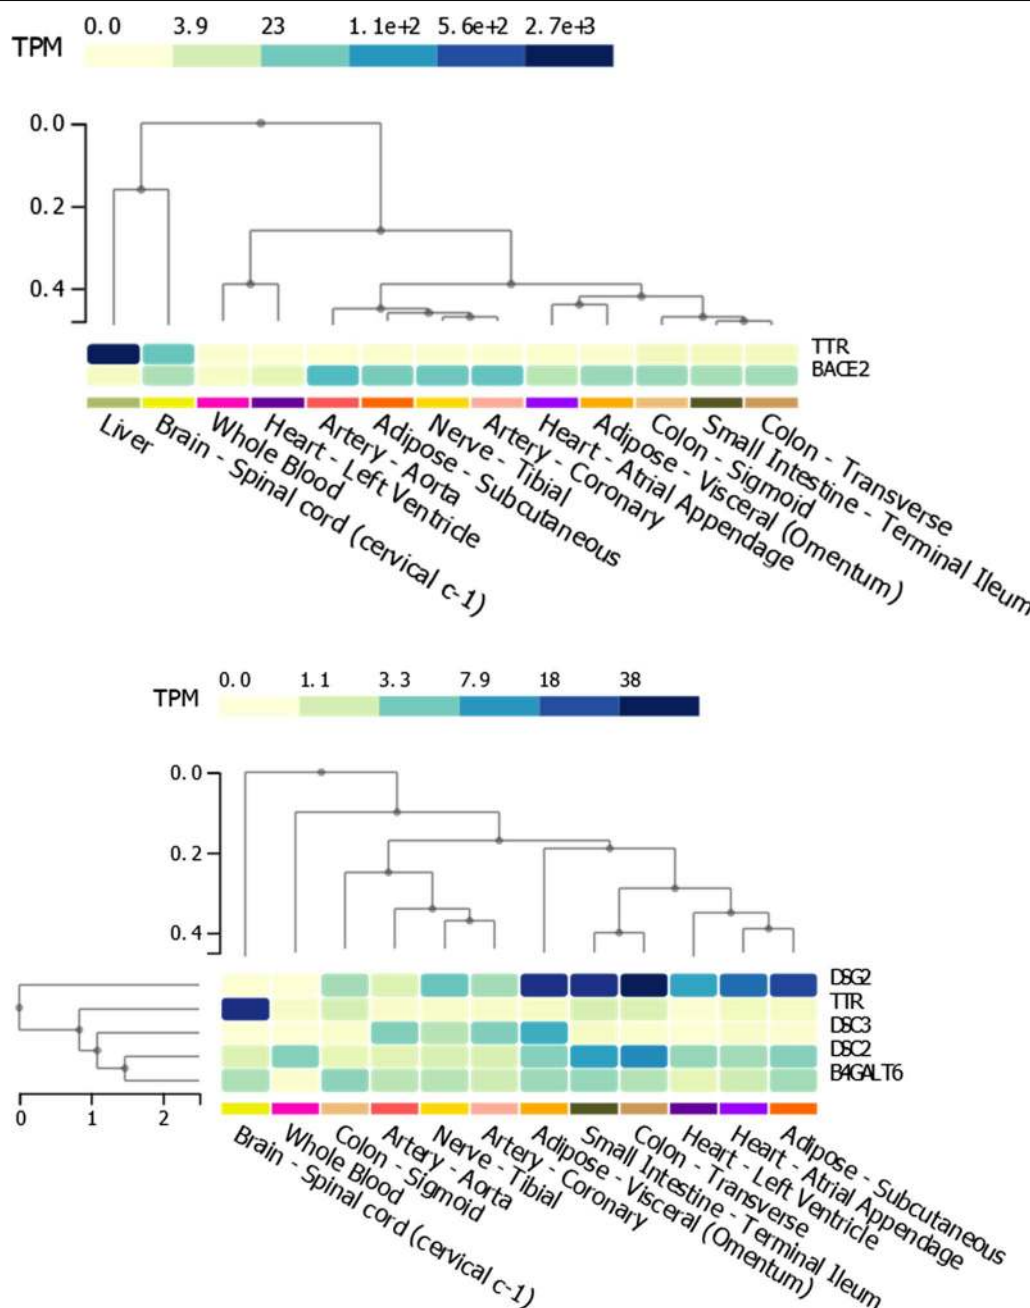 0.0 3.9 23 1.1e+2 5.6e+2 2.7e+3
TPM
0.0
0.2
0.4
TTR
BACE2
Liver
Brain - Spinal cord (cervical c-1)
Whole Blood
Heart - Left Ventricle
Artery - Aorta
Adipose - Subcutaneous
Nerve - Tibial
Artery - Coronary
Heart - Atrial Appendage
Adipose - Visceral (Omentum)
Colon - Sigmoid
Small Intestine - Terminal Ileum
Colon - Transverse
0.0 1.1 3.3 7.9 18 38
TPM
0.0
0.2
0.4
DSG2
TTR
DSC3
DSC2
B4GALT6
0 1 2
Brain - Spinal cord (cervical c-1)
Whole Blood
Colon - Sigmoid
Artery - Aorta
Nerve - Tibial
Artery - Coronary
Adipose - Visceral (Omentum)
Small Intestine - Terminal Ileum
Colon - Transverse
Heart - Left Ventricle
Heart - Atrial Appendage
Adipose - Subcutaneous